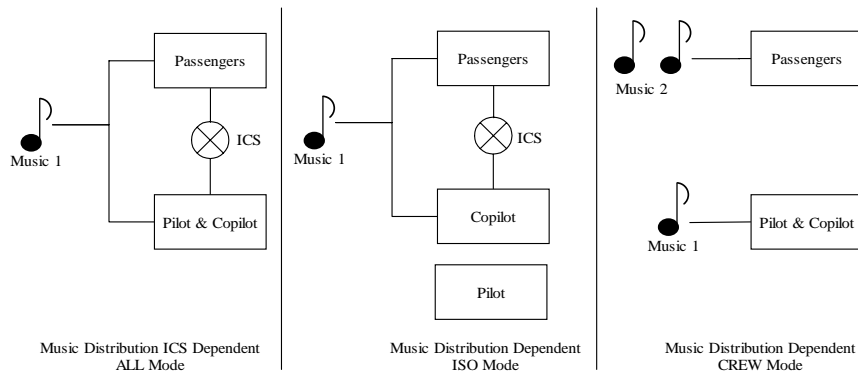 Passengers
ICS
Music 1
Pilot & Copilot
Music Distribution ICS Dependent
ALL Mode
Passengers
ICS
Music 1
Copilot
Pilot
Music Distribution Dependent
ISO Mode
Passengers
Music 2
Pilot & Copilot
Music 1
Music Distribution Dependent
CREW Mode